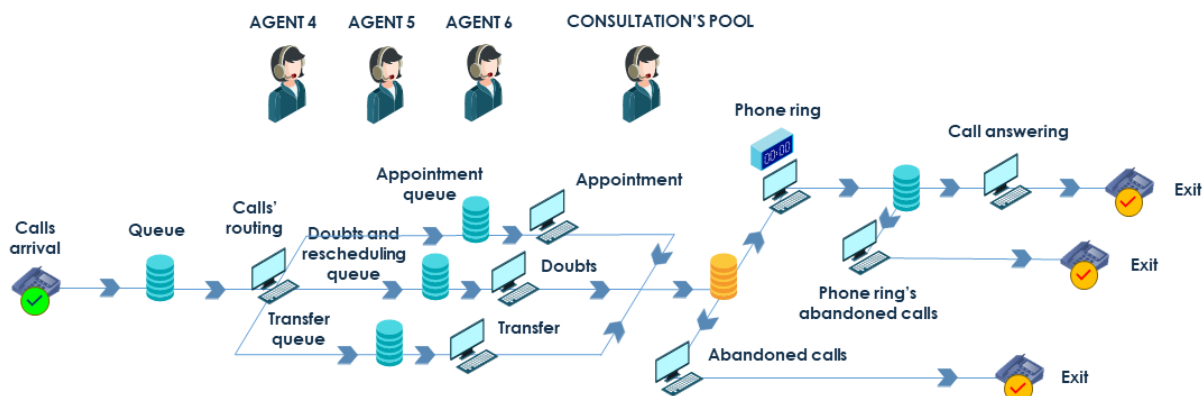 AGENT 4
AGENT 5
AGENT 6
CONSULTATION'S POOL
Phone ring
00:00
Call answering
Exit
Appointment
queue
Appointment
Calls
arrival
Queue
Calls'
routing
Doubts and
rescheduling
queue
Doubts
Exit
Phone ring's
abandoned calls
Transfer
queue
Transfer
Abandoned calls
Exit